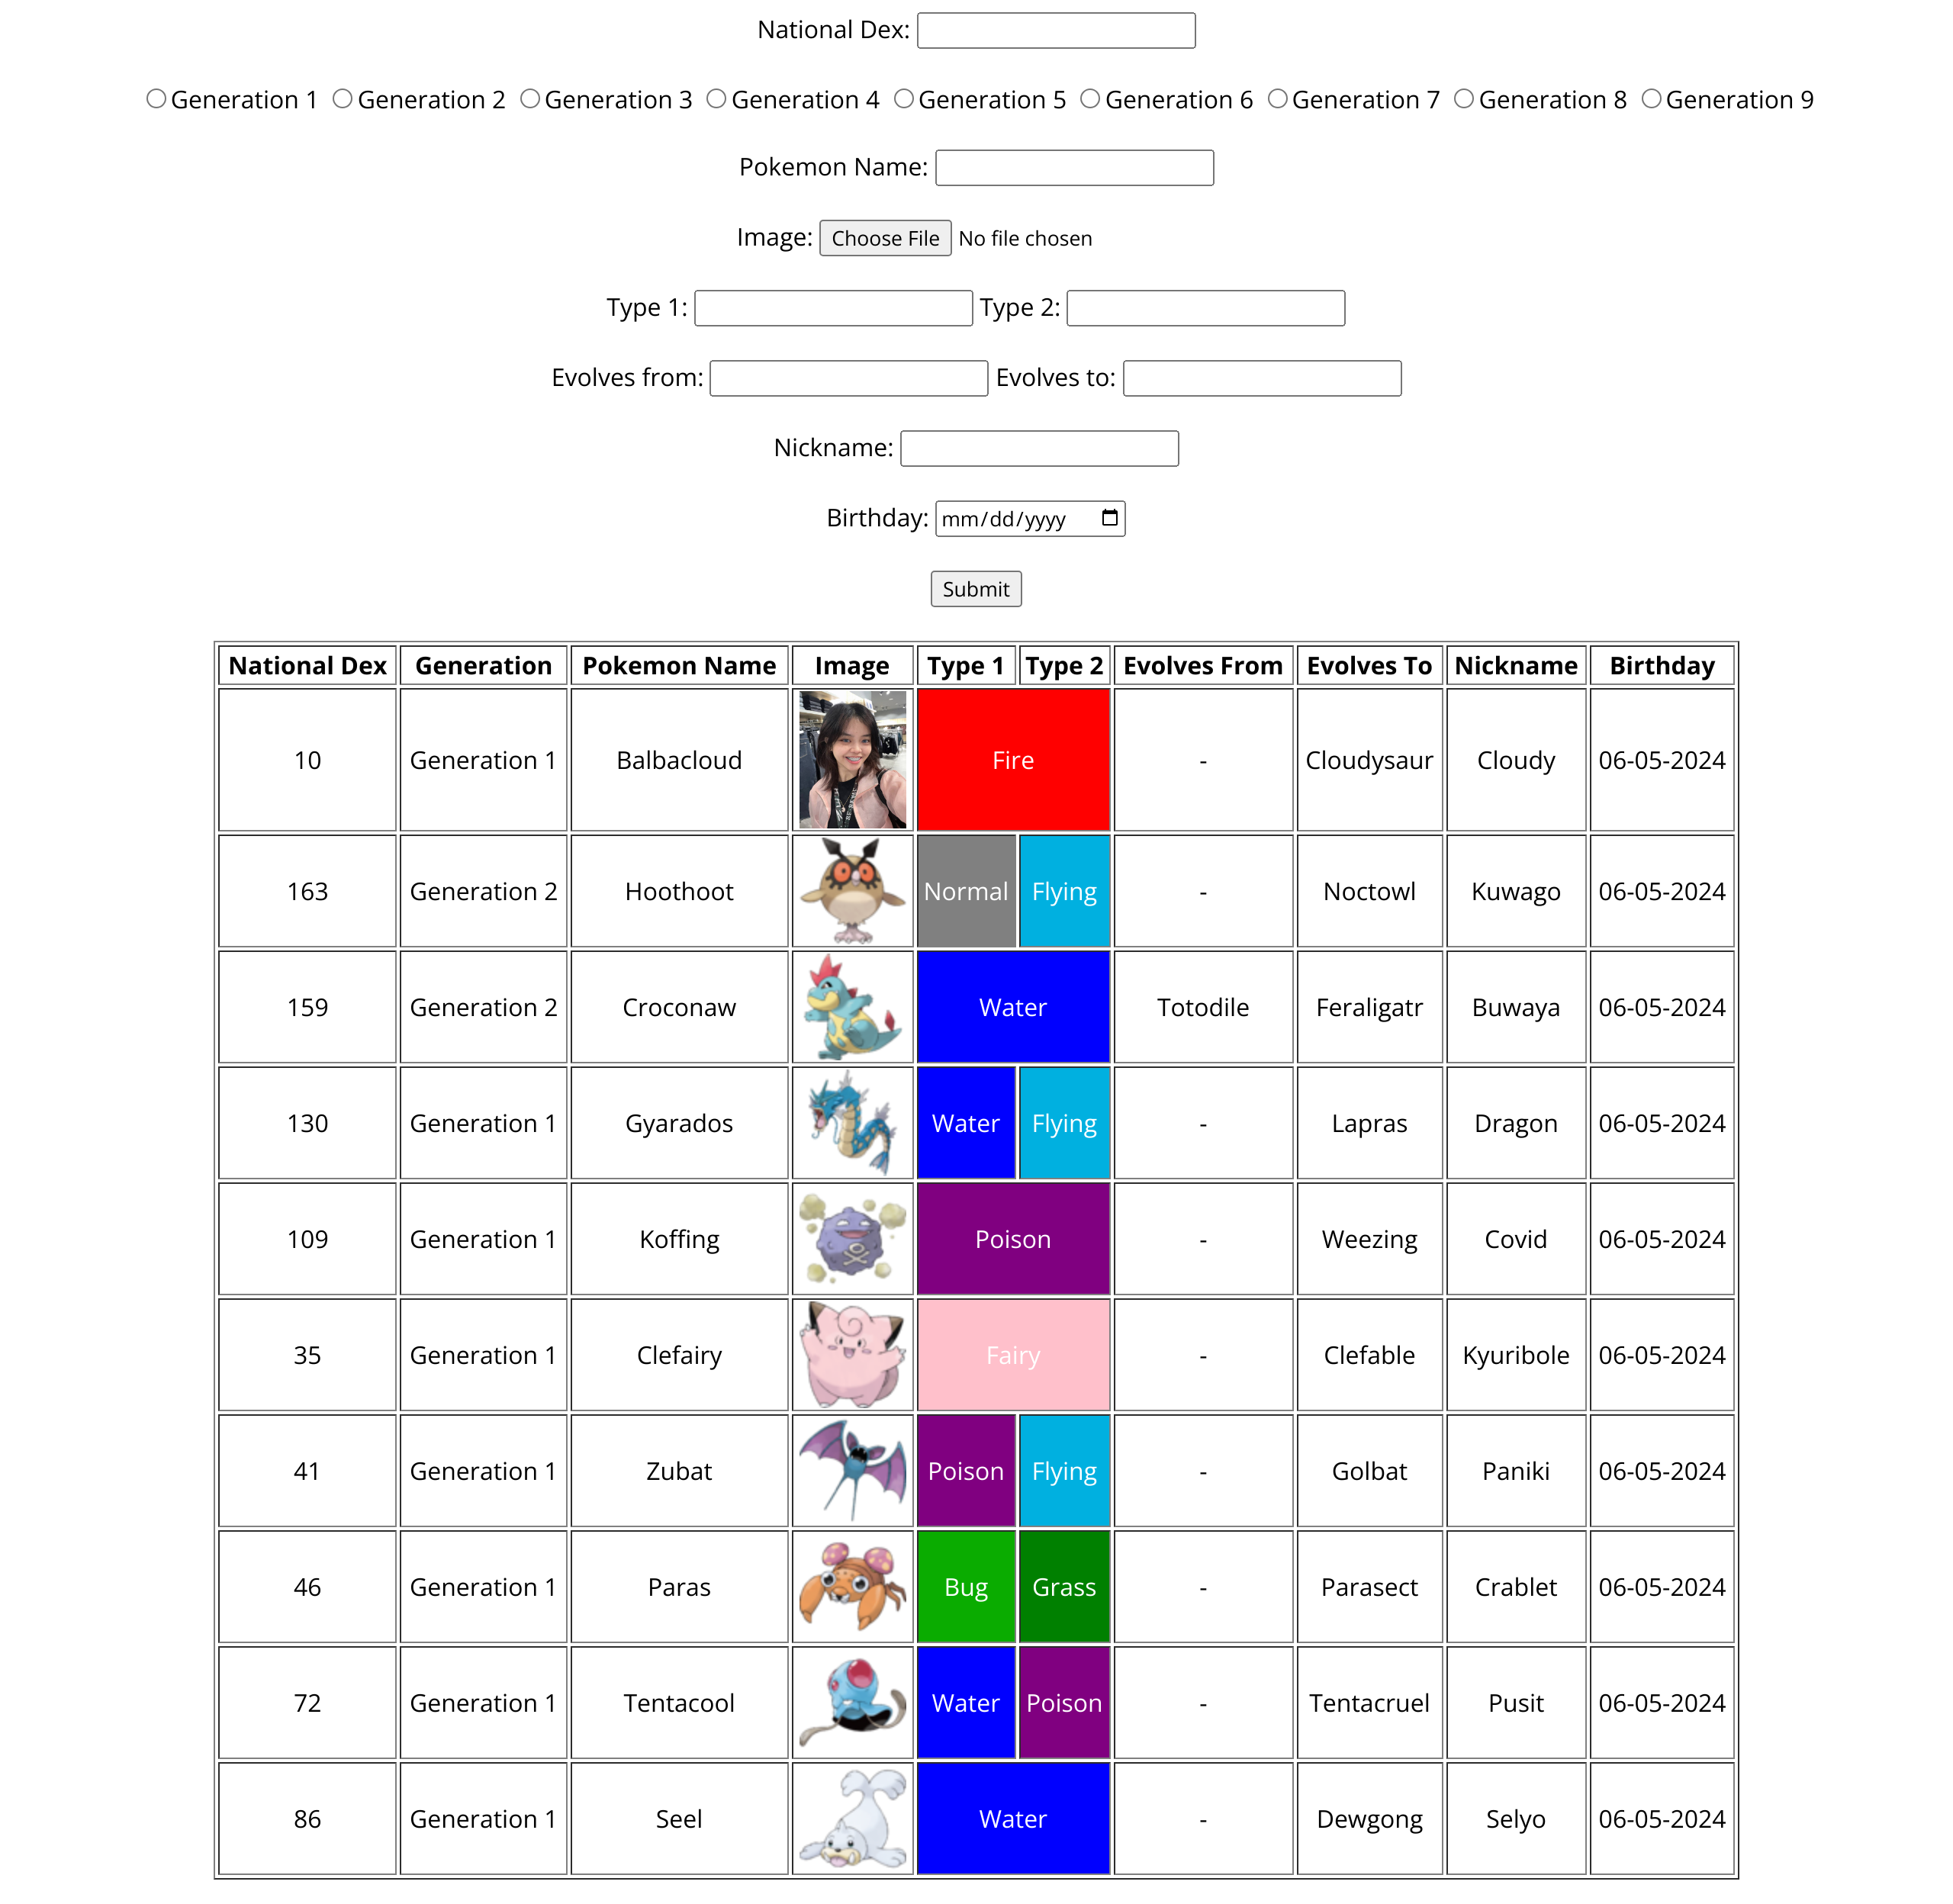 National Dex:
Generation 1 Generation 2 Generation 3 Generation 4 Generation 5 Generation 6 Generation 7 Generation 8 Generation 9
Pokemon Name:
Image: Choose File No file chosen
Type 1: Type 2:
Evolves from: Evolves to:
Nickname:
Birthday: mm/dd/yyyy
Submit
National Dex Generation Pokemon Name Image Type 1 Type 2 Evolves From Evolves To Nickname Birthday
10 Generation 1 Balbacloud Fire - Cloudysaur Cloudy 06-05-2024
163 Generation 2 Hoothoot Normal Flying - Noctowl Kuwago 06-05-2024
159 Generation 2 Croconaw Water Totodile Feraligatr Buwaya 06-05-2024
130 Generation 1 Gyarados Water Flying - Lapras Dragon 06-05-2024
109 Generation 1 Koffing Poison - Weezing Covid 06-05-2024
35 Generation 1 Clefairy Fairy - Clefable Kyuribole 06-05-2024
41 Generation 1 Zubat Poison Flying - Golbat Paniki 06-05-2024
46 Generation 1 Paras Bug Grass - Parasect Crablet 06-05-2024
72 Generation 1 Tentacool Water Poison - Tentacruel Pusit 06-05-2024
86 Generation 1 Seel Water - Dewgong Selyo 06-05-2024